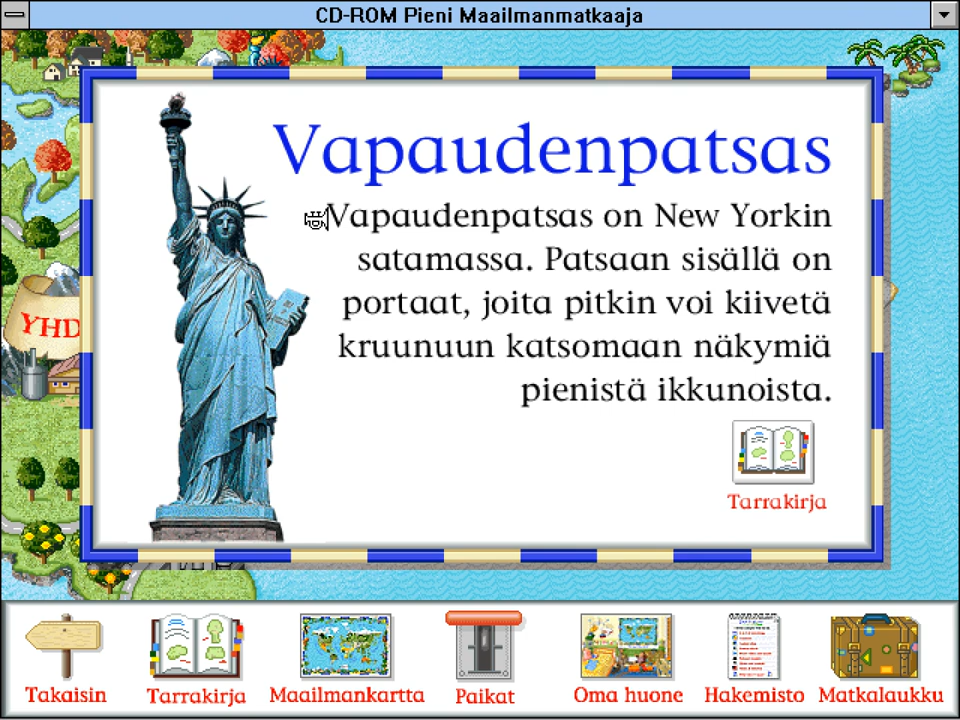 CD-ROM Pieni Maailmanmatkaaja
Vapaudenpatsas
Vapaudenpatsas on New Yorkin
satamassa. Patsaan sisällä on
portaat, joita pitkin voi kiivetä
kruunuun katsomaan näkymiä
pienistä ikkunoista.
YHD
Tarrakirja
Takaisin
Tarrakirja
Maailmankartta
Paikat
Oma huone
Hakemisto
Matkalaukku